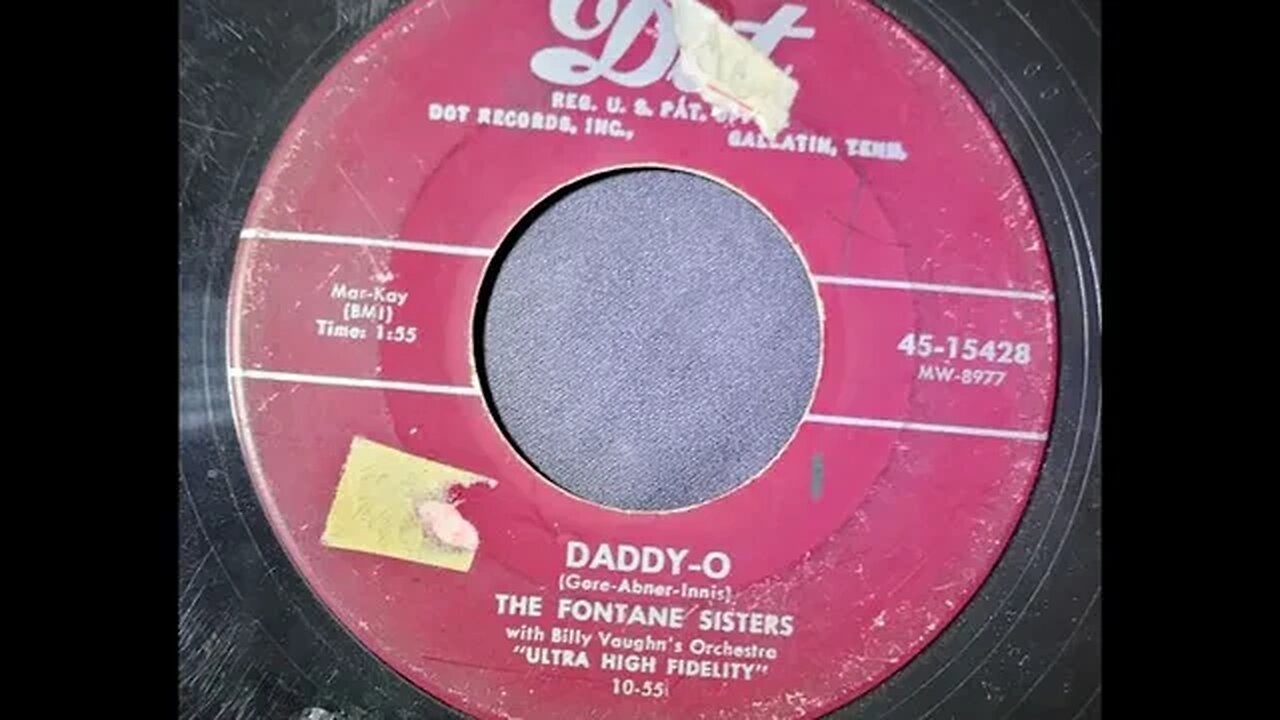 Dot
REG. U. S. PAT.
DOT RECORDS, INC., GALLATIN, TENN.
Mar-Kay
(BMI)
Time: 1:55
45-15428
MW-8977
DADDY-O
(Gore-Abner-Innis)
THE FONTANE SISTERS
with Billy Vaughn's Orchestra
"ULTRA HIGH FIDELITY"
10-55